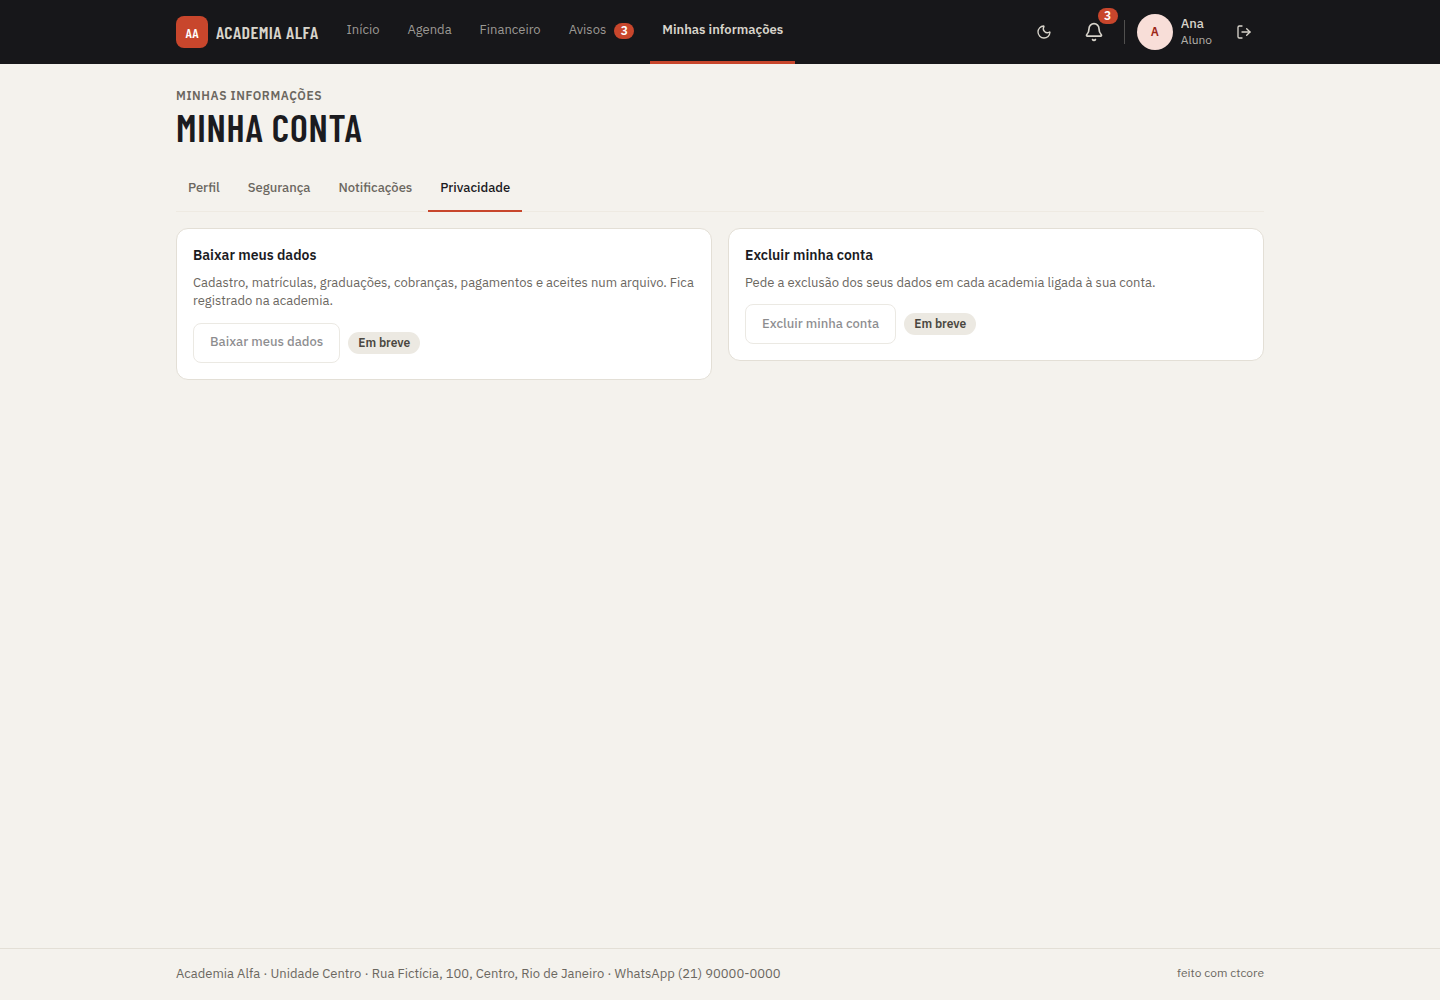 AA ACADEMIA ALFA Início Agenda Financeiro Avisos 3 Minhas informações 3 A Ana
Aluno
MINHAS INFORMAÇÕES
MINHA CONTA
Perfil Segurança Notificações Privacidade
Baixar meus dados
Cadastro, matrículas, graduações, cobranças, pagamentos e aceites num arquivo. Fica
registrado na academia.
Baixar meus dados Em breve
Excluir minha conta
Pede a exclusão dos seus dados em cada academia ligada à sua conta.
Excluir minha conta Em breve
Academia Alfa · Unidade Centro · Rua Fictícia, 100, Centro, Rio de Janeiro · WhatsApp (21) 90000-0000
feito com ctcore